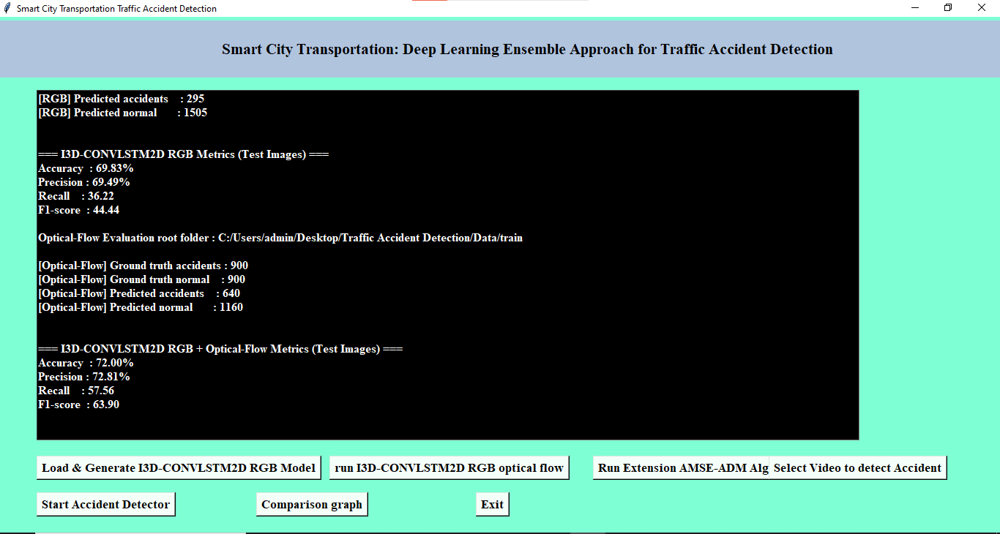 Smart City Transportation Traffic Accident Detection
Smart City Transportation: Deep Learning Ensemble Approach for Traffic Accident Detection
[RGB] Predicted accidents : 295
[RGB] Predicted normal : 1505
=== I3D-CONVLSTM2D RGB Metrics (Test Images) ===
Accuracy : 69.83%
Precision : 69.49%
Recall : 36.22
F1-score : 44.44
Optical-Flow Evaluation root folder : C:/Users/admin/Desktop/Traffic Accident Detection/Data/train
[Optical-Flow] Ground truth accidents : 900
[Optical-Flow] Ground truth normal : 900
[Optical-Flow] Predicted accidents : 640
[Optical-Flow] Predicted normal : 1160
=== I3D-CONVLSTM2D RGB + Optical-Flow Metrics (Test Images) ===
Accuracy : 72.00%
Precision : 72.81%
Recall : 57.56
F1-score : 63.90
Load & Generate I3D-CONVLSTM2D RGB Model
run I3D-CONVLSTM2D RGB optical flow
Run Extension AMSE-ADM Alg
Select Video to detect Accident
Start Accident Detector
Comparison graph
Exit